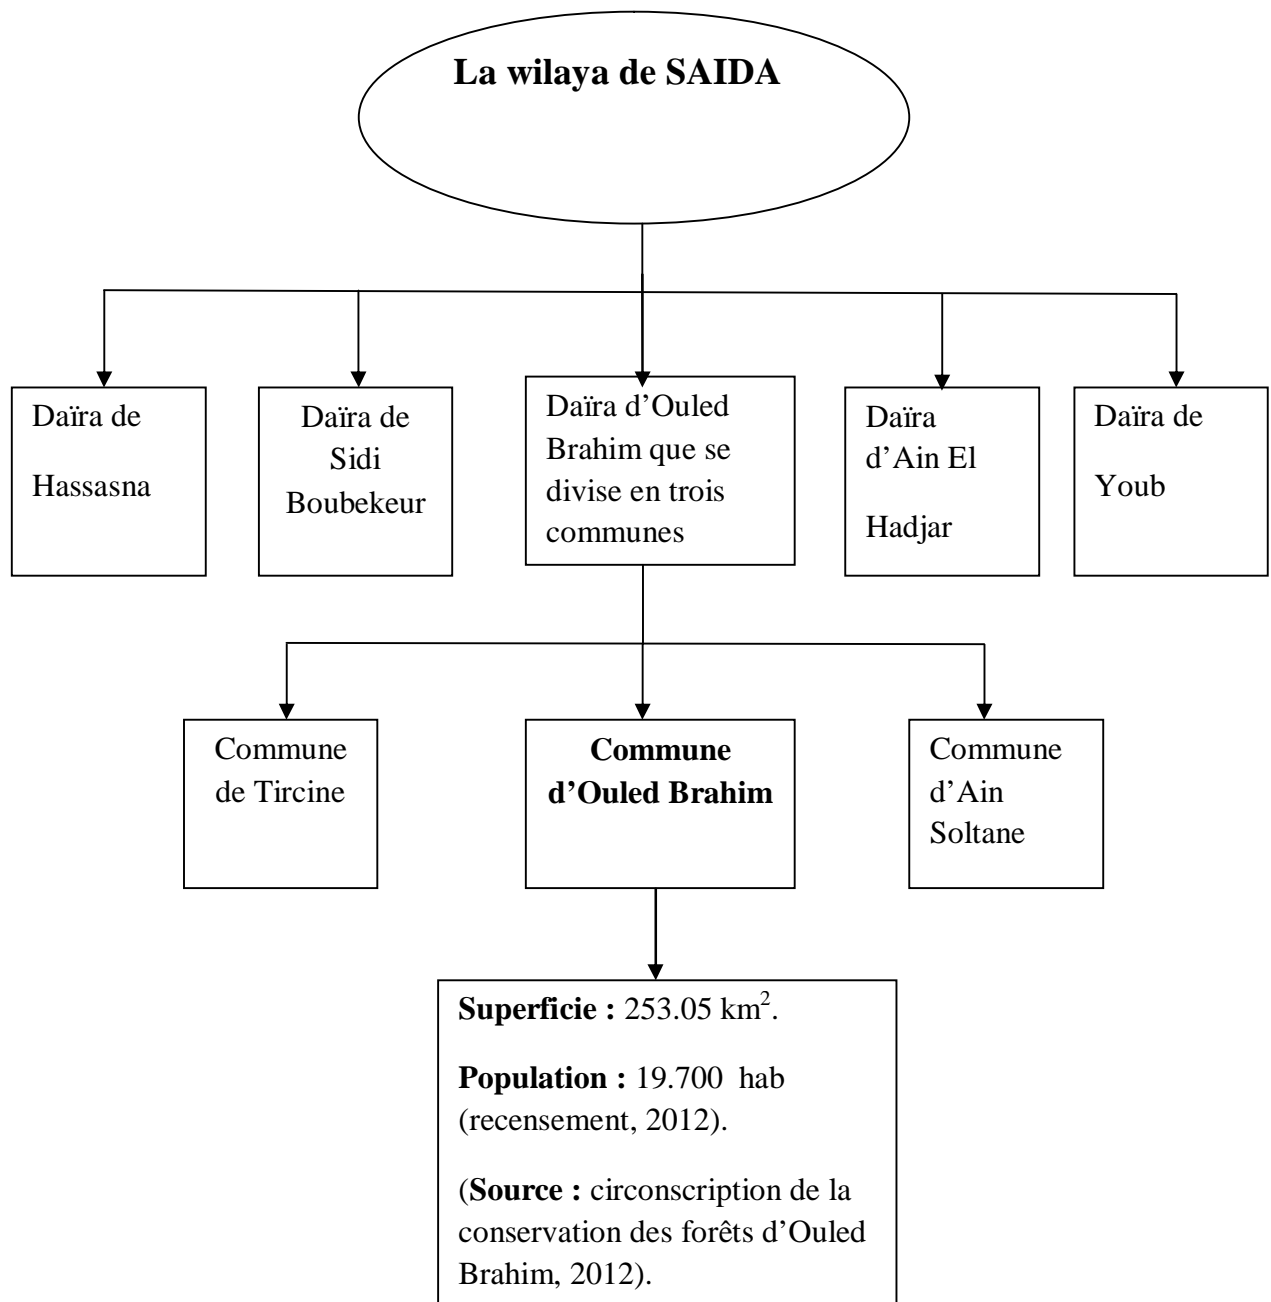 La wilaya de SAIDA
Daïra de
Hassasna
Daïra de
Sidi
Boubekeur
Daïra d’Ouled
Brahim que se
divise en trois
communes
Daïra
d’Ain El
Hadjar
Daïra de
Youb
Commune
de Tircine
Commune
d’Ouled Brahim
Commune
d’Ain
Soltane
Superficie : 253.05 km².
Population : 19.700 hab
(recensement, 2012).
(Source : circonscription de la
conservation des forêts d’Ouled
Brahim, 2012).